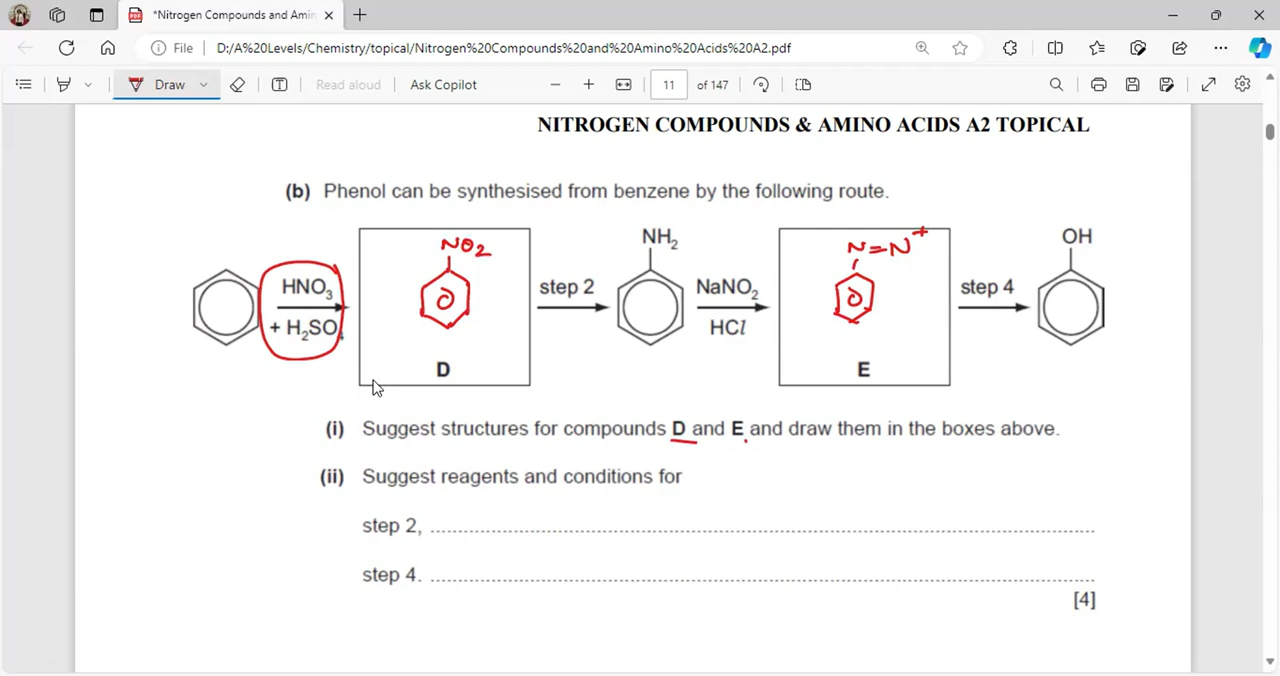 *Nitrogen Compounds and Amin
File D:/A%20Levels/Chemistry/topical/Nitrogen%20Compounds%20and%20Amino%20Acids%20A2.pdf
Draw Read aloud Ask Copilot 11 of 147
NITROGEN COMPOUNDS & AMINO ACIDS A2 TOPICAL
(b) Phenol can be synthesised from benzene by the following route.
HNO₃
+ H₂SO₄
NO₂
D
step 2
NH₂
NaNO₂
HCl
N=N⁺
E
step 4
OH
(i) Suggest structures for compounds D and E and draw them in the boxes above.
(ii) Suggest reagents and conditions for
step 2, ........................................................................
step 4. ........................................................................
[4]